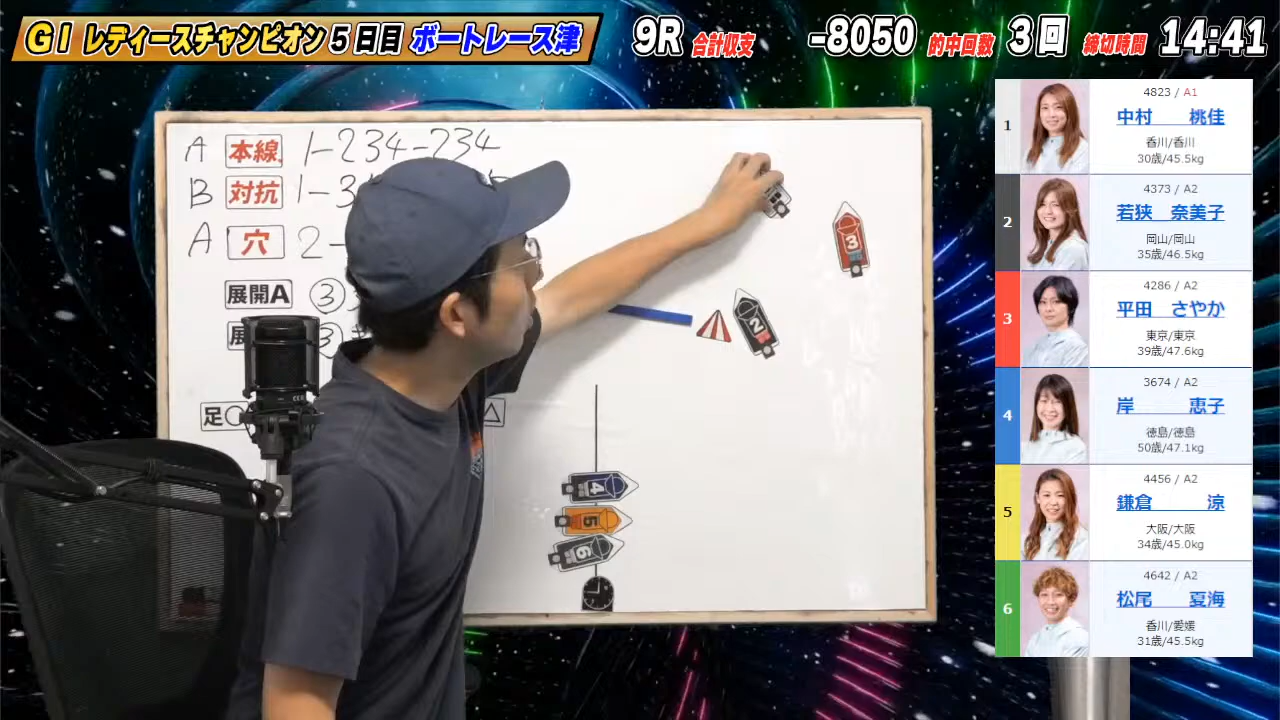 GⅠ レディースチャンピオン 5日目 ボートレース津
9R 合計収支 -8050 的中回数 3回 締切時間 14:41
A 本線 1-234-234
B 対抗 1-3
A 穴 2-
展開A ③
展 ③
足
3
2
4
5
6
1
4823 / A1
中村 桃佳
香川/香川
30歳/45.5kg
2
4373 / A2
若狭 奈美子
岡山/岡山
35歳/46.5kg
3
4286 / A2
平田 さやか
東京/東京
39歳/47.6kg
4
3674 / A2
岸 恵子
徳島/徳島
50歳/47.1kg
5
4456 / A2
鎌倉 涼
大阪/大阪
34歳/45.0kg
6
4642 / A2
松尾 夏海
香川/愛媛
31歳/45.5kg